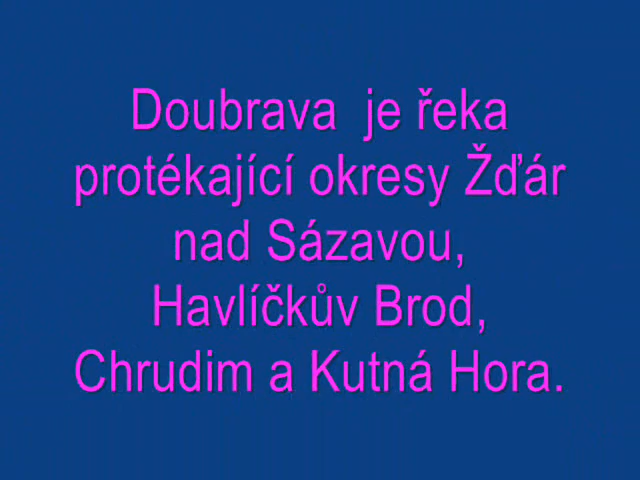 Doubrava  je řeka
protékající okresy Žďár
nad Sázavou,
Havlíčkův Brod,
Chrudim a Kutná Hora.